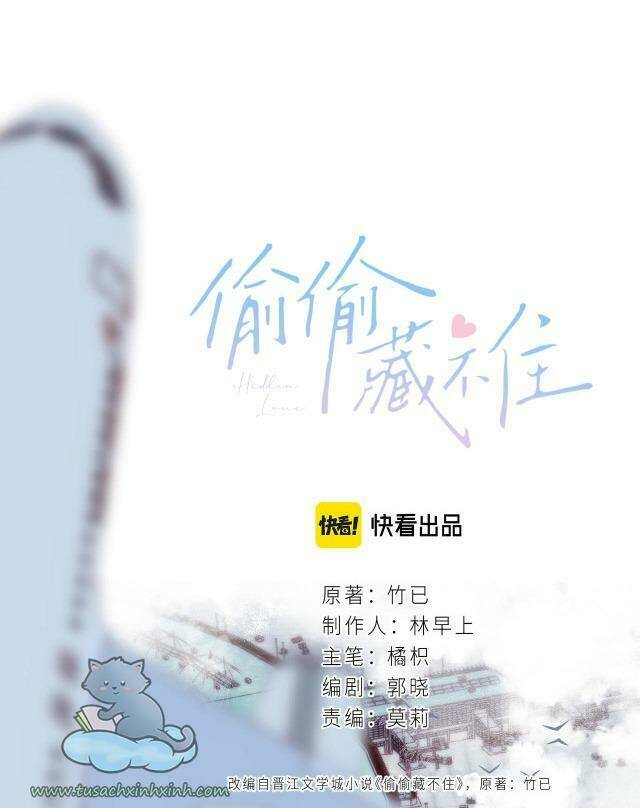 偷偷藏不住
Hidden
Love
快看! 快看出品
原著：竹已
制作人：林早上
主笔：橘枳
编剧：郭晓
责编：莫莉
改编自晋江文学城小说《偷偷藏不住》，原著：竹已
www.tusachxinhxinh.com